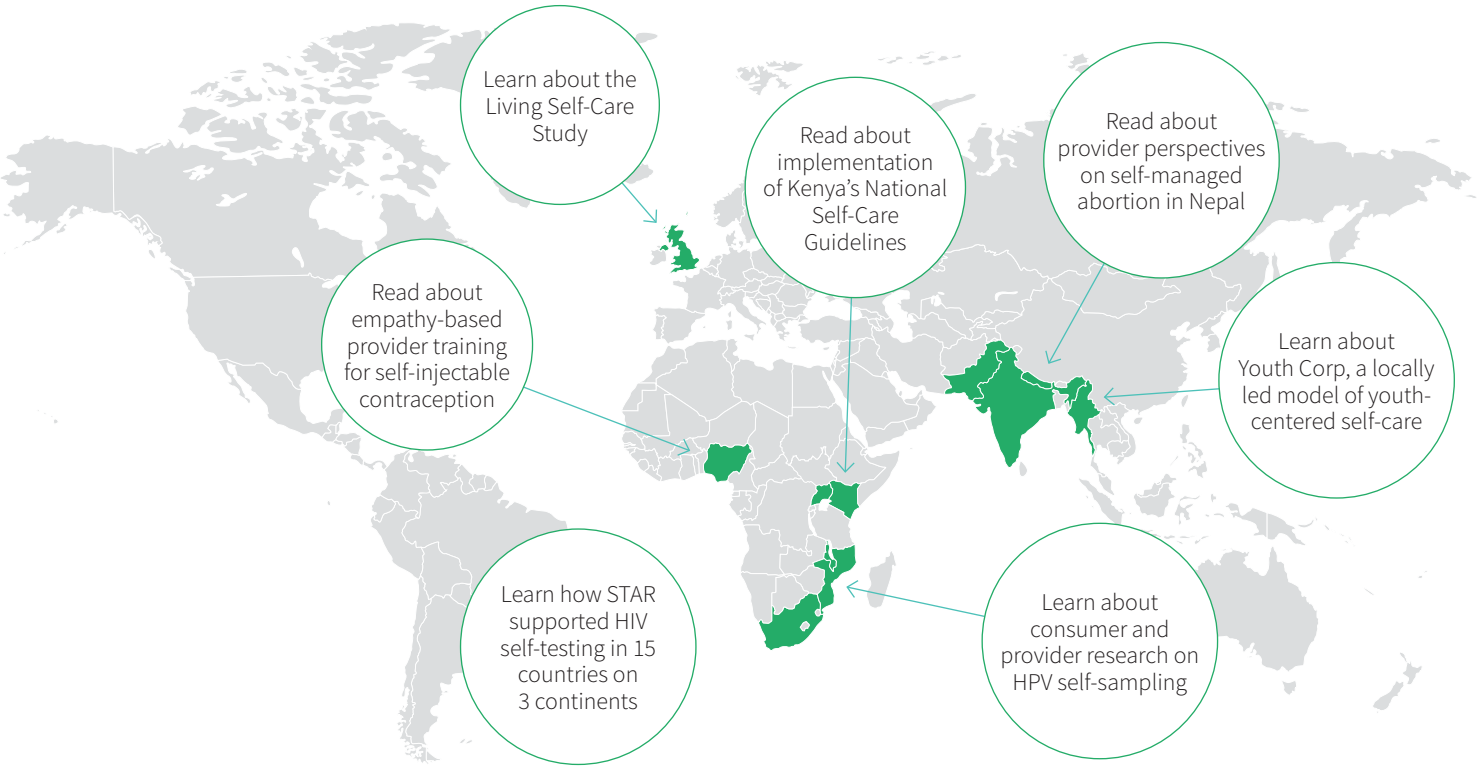 Learn about the
Living Self-Care
Study
Read about
implementation
of Kenya’s National
Self-Care
Guidelines
Read about
provider perspectives
on self-managed
abortion in Nepal
Read about
empathy-based
provider training
for self-injectable
contraception
Learn about
Youth Corp, a locally
led model of youth-
centered self-care
Learn how STAR
supported HIV
self-testing in 15
countries on
3 continents
Learn about
consumer and
provider research on
HPV self-sampling